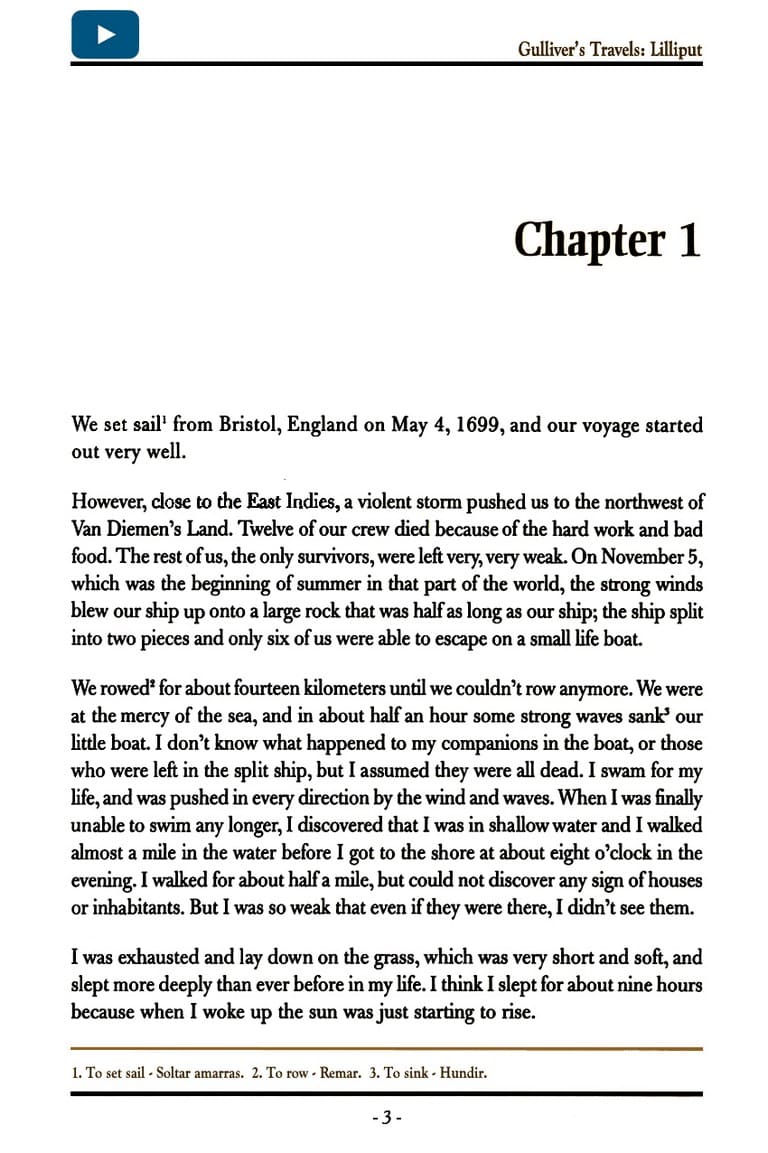 Gulliver's Travels: Lilliput
Chapter 1
We set sail¹ from Bristol, England on May 4, 1699, and our voyage started
out very well.
However, close to the East Indies, a violent storm pushed us to the northwest of
Van Diemen's Land. Twelve of our crew died because of the hard work and bad
food. The rest of us, the only survivors, were left very, very weak. On November 5,
which was the beginning of summer in that part of the world, the strong winds
blew our ship up onto a large rock that was half as long as our ship; the ship split
into two pieces and only six of us were able to escape on a small life boat.
We rowed² for about fourteen kilometers until we couldn't row anymore. We were
at the mercy of the sea, and in about half an hour some strong waves sank³ our
little boat. I don't know what happened to my companions in the boat, or those
who were left in the split ship, but I assumed they were all dead. I swam for my
life, and was pushed in every direction by the wind and waves. When I was finally
unable to swim any longer, I discovered that I was in shallow water and I walked
almost a mile in the water before I got to the shore at about eight o'clock in the
evening. I walked for about half a mile, but could not discover any sign of houses
or inhabitants. But I was so weak that even if they were there, I didn't see them.
I was exhausted and lay down on the grass, which was very short and soft, and
slept more deeply than ever before in my life. I think I slept for about nine hours
because when I woke up the sun was just starting to rise.
1. To set sail - Soltar amarras. 2. To row - Remar. 3. To sink - Hundir.
- 3 -